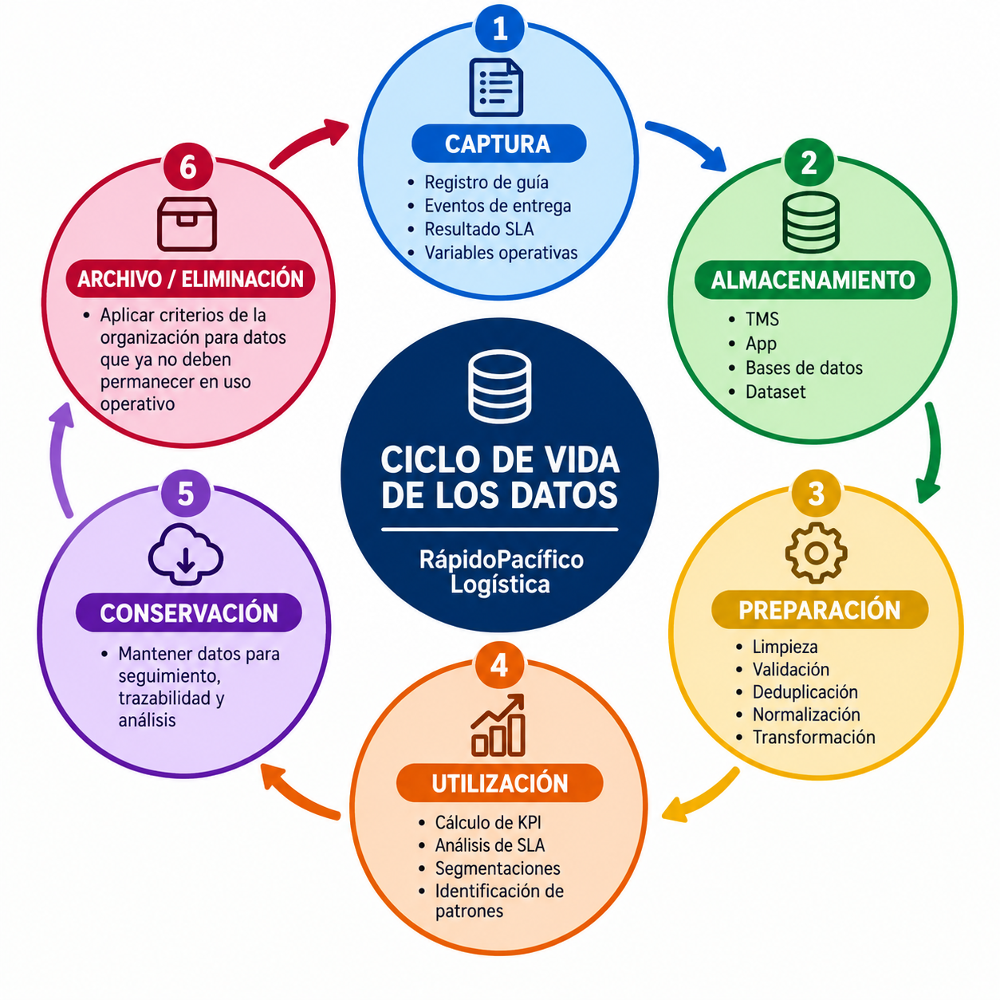 1
CAPTURA
• Registro de guía
• Eventos de entrega
• Resultado SLA
• Variables operativas
2
ALMACENAMIENTO
• TMS
• App
• Bases de datos
• Dataset
3
PREPARACIÓN
• Limpieza
• Validación
• Deduplicación
• Normalización
• Transformación
4
UTILIZACIÓN
• Cálculo de KPI
• Análisis de SLA
• Segmentaciones
• Identificación de
patrones
5
CONSERVACIÓN
• Mantener datos para
seguimiento,
trazabilidad y
análisis
6
ARCHIVO / ELIMINACIÓN
• Aplicar criterios de la
organización para datos
que ya no deben
permanecer en uso
operativo
CICLO DE VIDA
DE LOS DATOS
RápidoPacífico
Logística